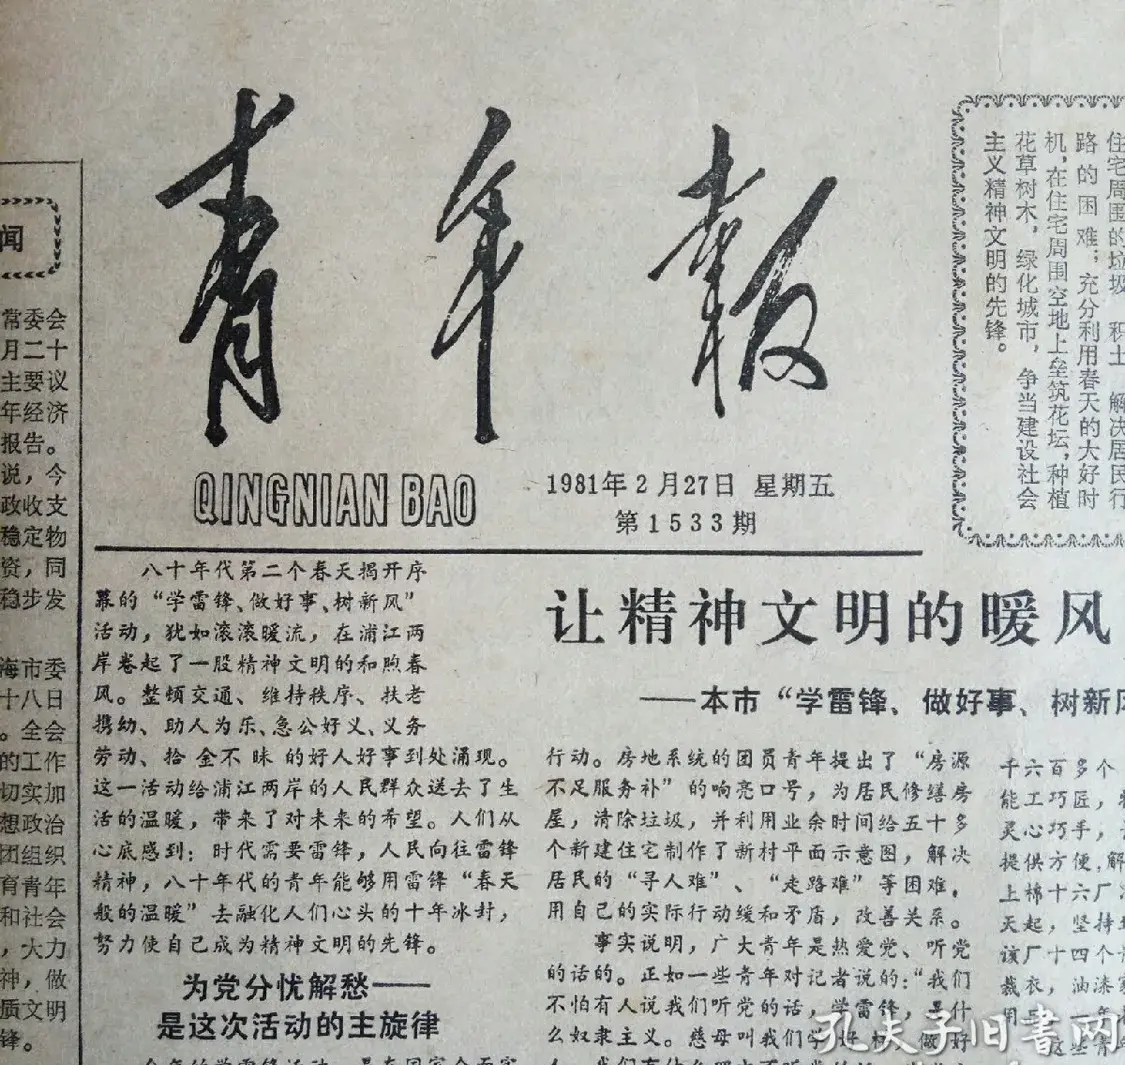 青年報
QINGNIAN BAO
1981年2月27日 星期五
第1533期
住宅周围的垃圾
路的困难;充分利用春天的大好时
机,在住宅周围空地上垒筑花坛,种植
花草树木,绿化城市,争当建设社会
主义精神文明的先锋。
闻
常委会
月二十
主要议
年经济
报告。
说,今
政收支
稳定物
资,同
稳步发
海市委
十八日
。全会
的工作
切实加
想政治
团组织
育青年
和社会
,大力
神,做
质文明
锋。
八十年代第二个春天揭开序
幕的“学雷锋、做好事、树新风”
活动,犹如滚滚暖流,在浦江两
岸卷起了一股精神文明的和煦春
风。整顿交通、维持秩序、扶老
携幼、助人为乐、急公好义、义务
劳动、拾金不昧的好人好事到处涌现。
这一活动给浦江两岸的人民群众送去了生
活的温暖,带来了对未来的希望。人们从
心底感到:时代需要雷锋,人民向往雷锋
精神,八十年代的青年能够用雷锋“春天
般的温暖”去融化人们心头的十年冰封,
努力使自己成为精神文明的先锋。
为党分忧解愁——
是这次活动的主旋律
让精神文明的暖风
——本市“学雷锋、做好事、树新风
行动。房地系统的团员青年提出了“房源
不足服务补”的响亮口号,为居民修缮房
屋,清除垃圾,并利用业余时间给五十多
个新建住宅制作了新村平面示意图,解决
居民的“寻人难”、“走路难”等困难,
用自己的实际行动缓和矛盾,改善关系。
事实说明,广大青年是热爱党、听党
的话的。正如一些青年对记者说的:“我们
不怕有人说我们听党的话,学雷锋,是什
么奴隶主义。慈母叫我们学好样,做好
千六百多个
能工巧匠,
灵心巧手,
提供方便,解
上棉十六厂
天起,坚持
该厂十四个
裁衣,油漆
孔夫子旧書网